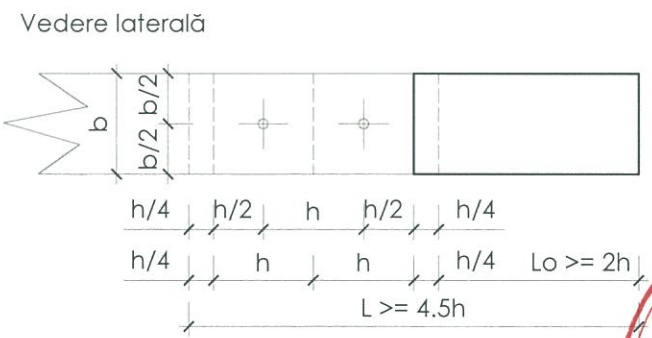 Vedere laterală
b
b/2
b/2
h/4 h/2 h h/2 h/4
h/4 h h h/4 Lo >= 2h
L >= 4.5h